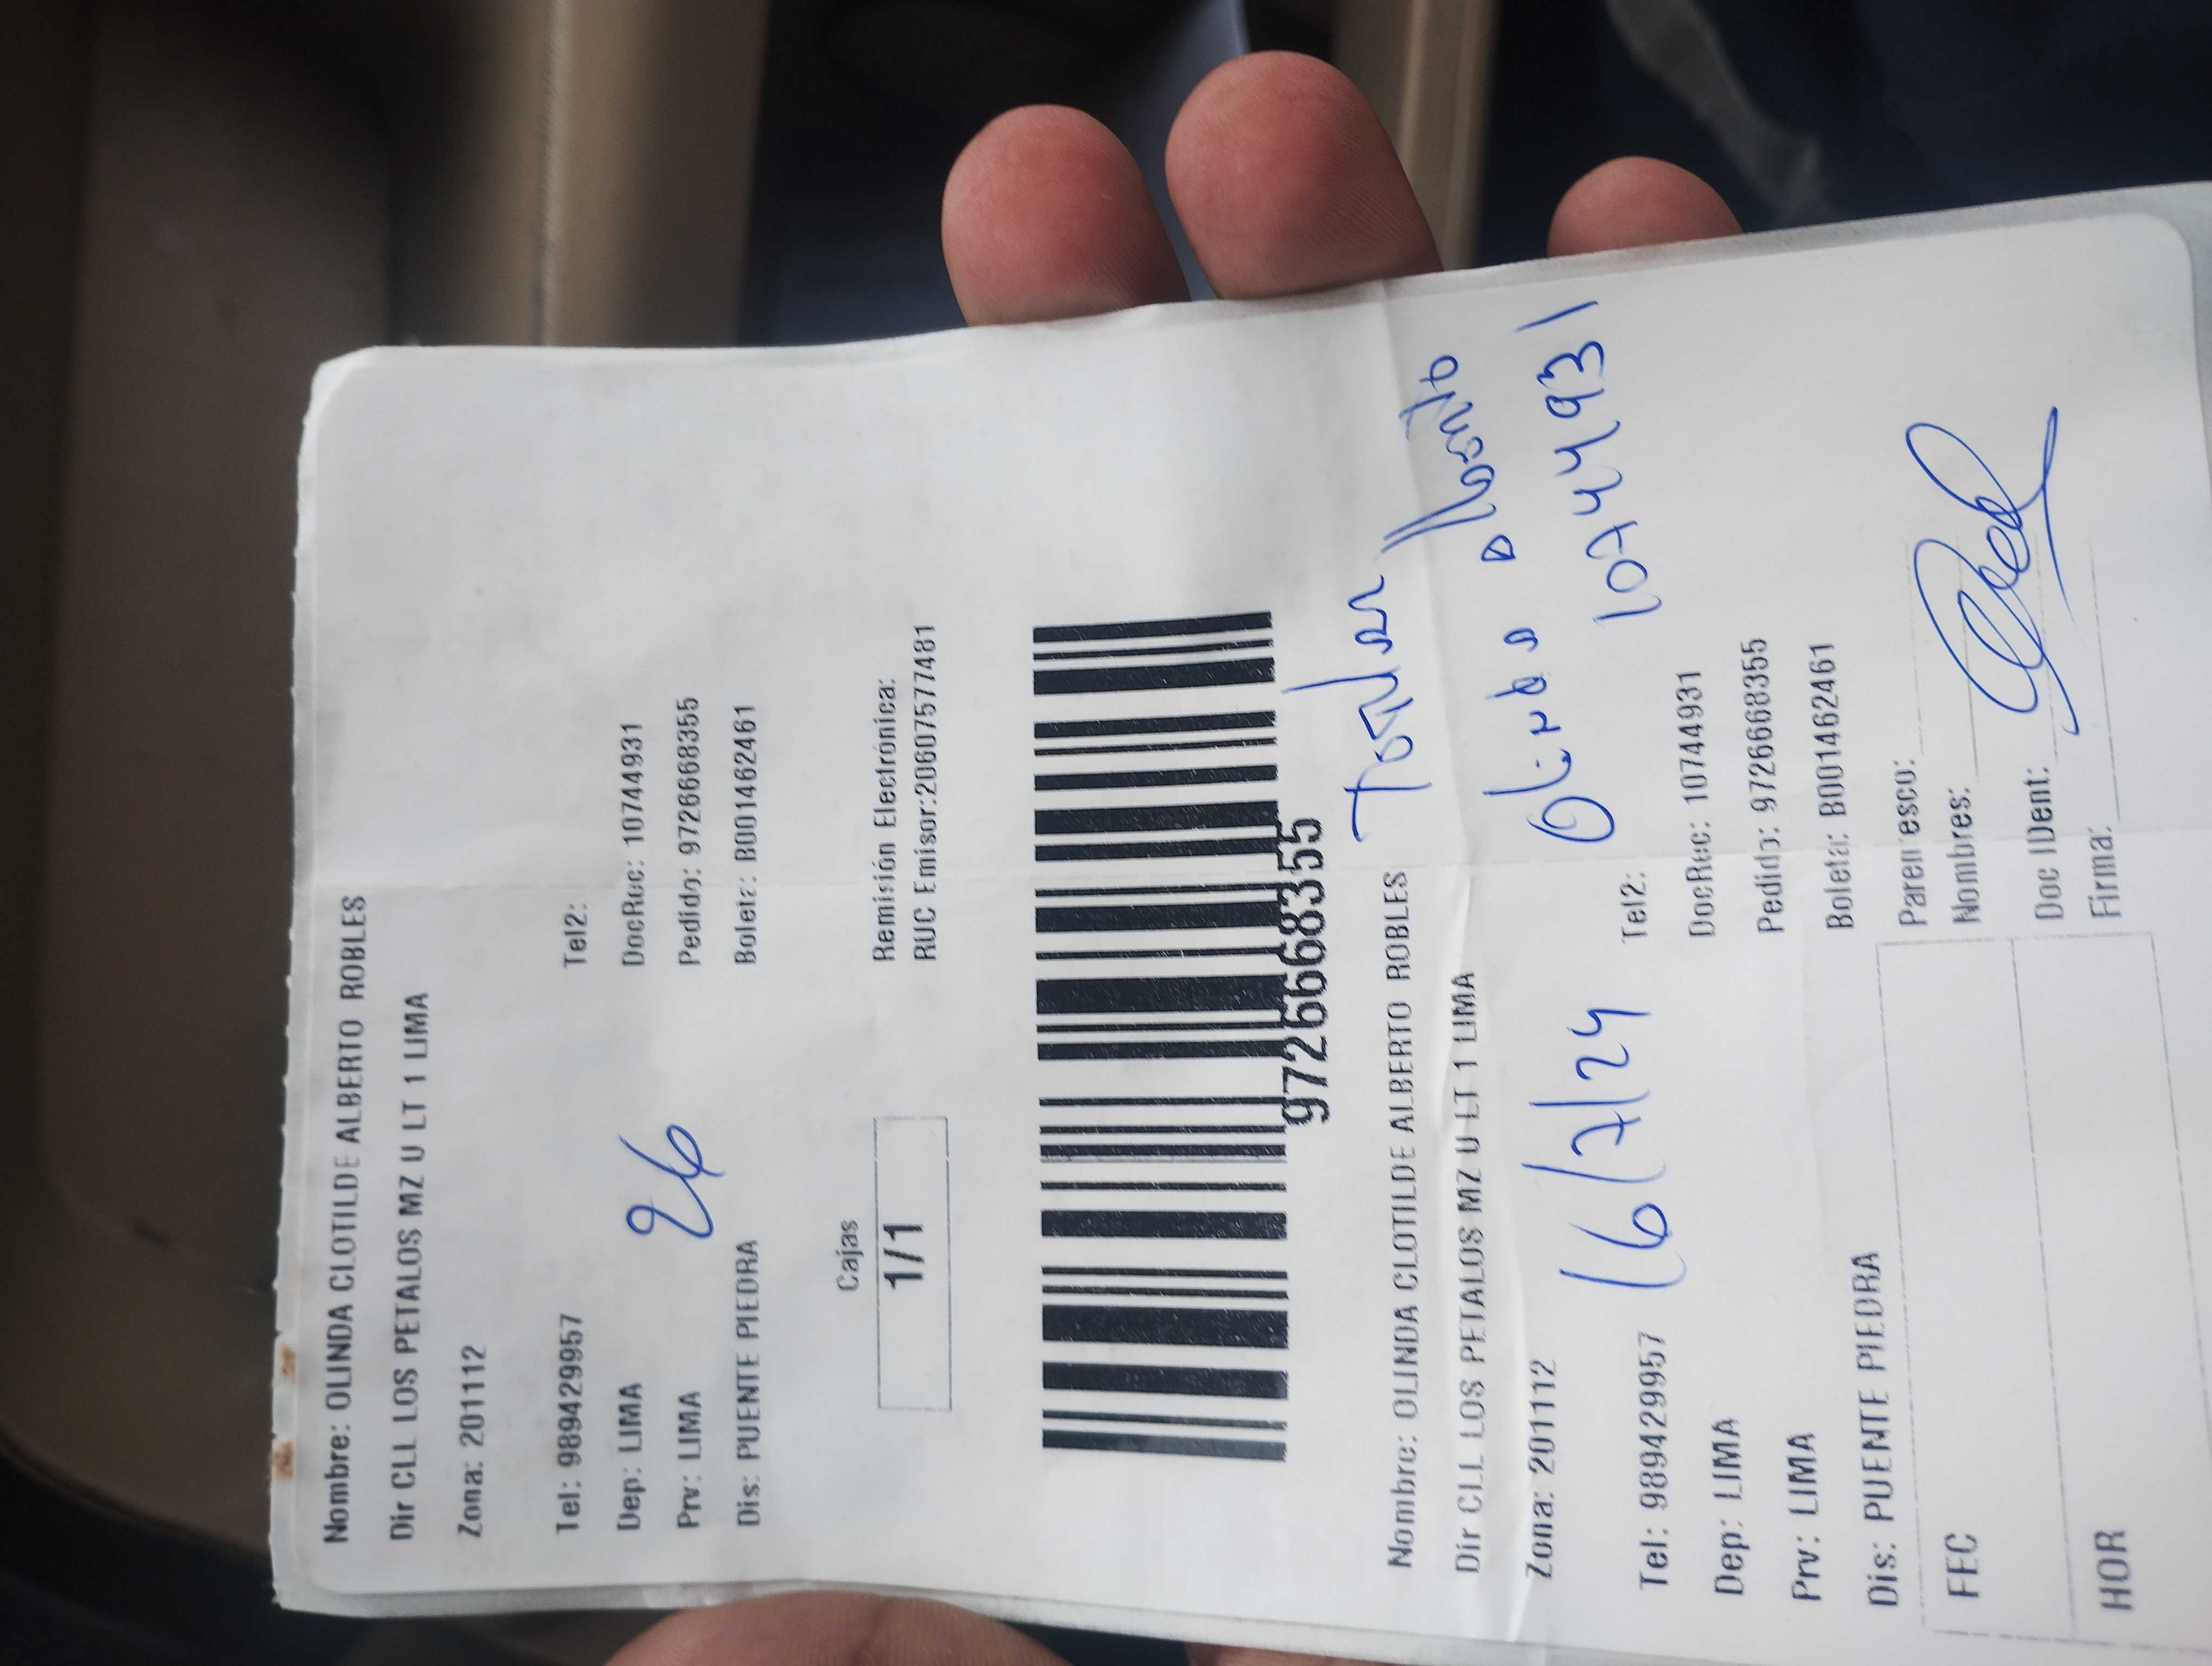 Nombre: OLINDA CLOTILDE ALBERTO ROBLES
Dir CLL LOS PETALOS MZ U LT 1 LIMA
Zona: 201112
Tel: 989429957 Tel2:
Dep: LIMA DocRec: 10744931
26
Prv: LIMA Pedido: 9726668355
Dis: PUENTE PIEDRA Boleta: B001462461
Cajas
1/1
Remisión Electrónica:
RUC Emisor:20607577481
9726668355
Nombre: OLINDA CLOTILDE ALBERTO ROBLES
Dir CLL LOS PETALOS MZ U LT 1 LIMA
Olinda Alberto
Zona: 201112
16/7/24
10744931
Tel: 989429957 Tel2:
Dep: LIMA DocRec: 10744931
Prv: LIMA Pedido: 9726668355
Dis: PUENTE PIEDRA Boleta: B001462461
FEC
HOR
Parentesco:
Nombres:
Doc IDent:
Firma: